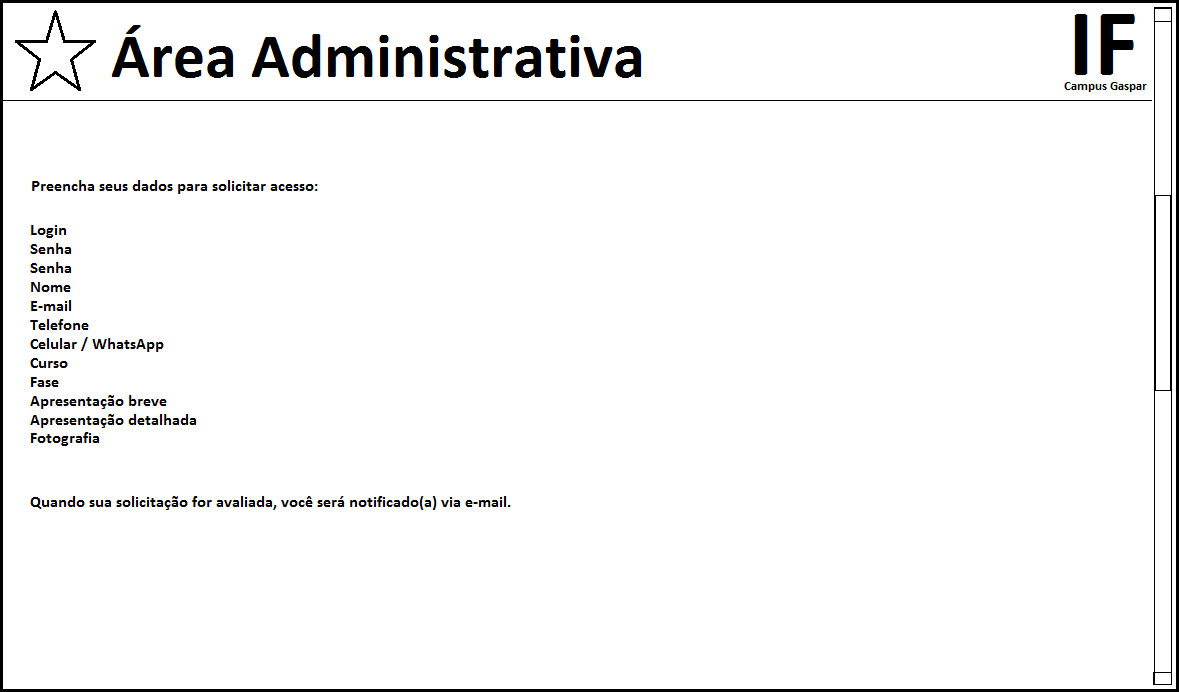 Área Administrativa
IF
Campus Gaspar
Preencha seus dados para solicitar acesso:
Login
Senha
Senha
Nome
E-mail
Telefone
Celular / WhatsApp
Curso
Fase
Apresentação breve
Apresentação detalhada
Fotografia
Quando sua solicitação for avaliada, você será notificado(a) via e-mail.